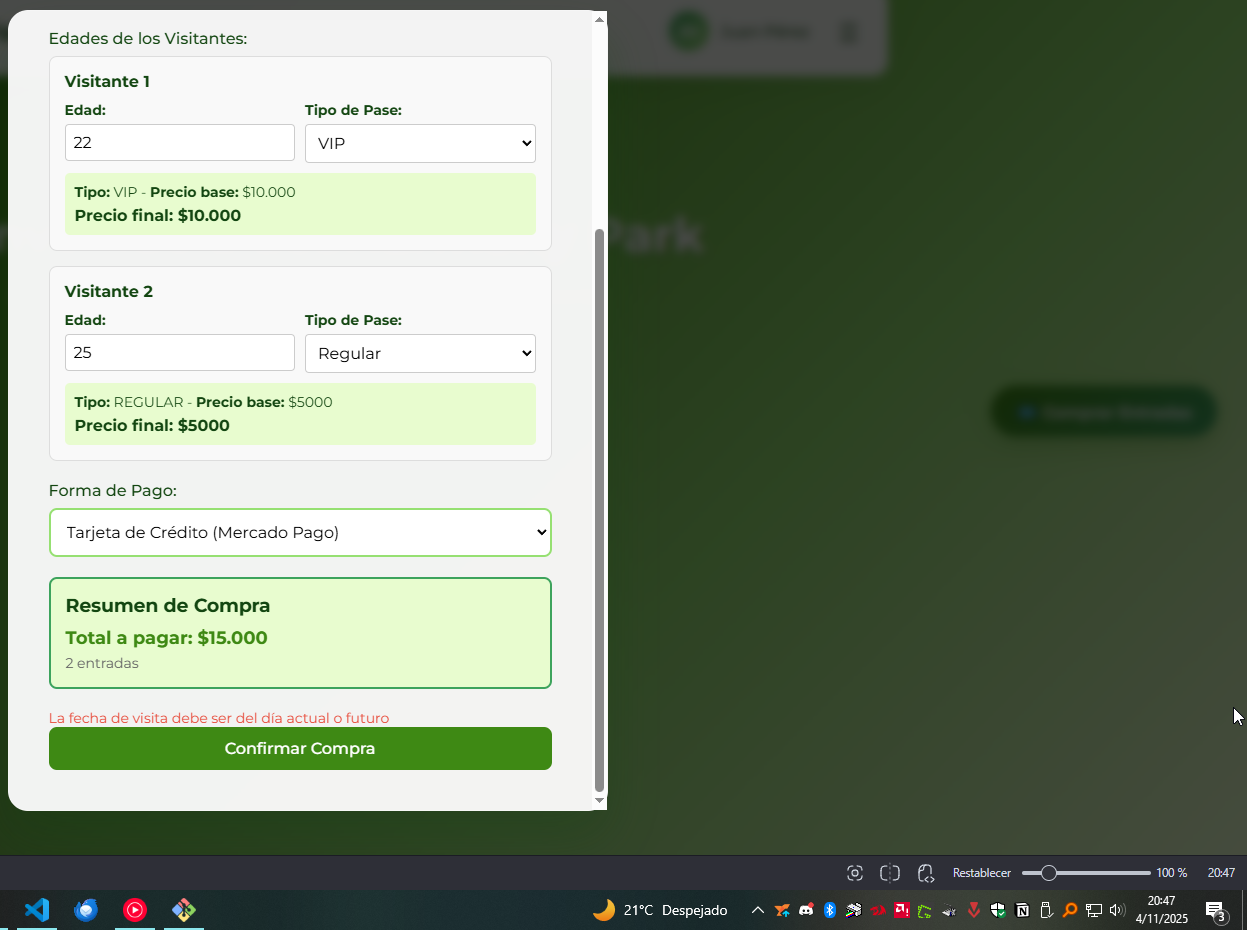 Edades de los Visitantes:
Visitante 1
Edad:
Tipo de Pase:
22
VIP
Tipo: VIP - Precio base: $10.000
Precio final: $10.000
Park
Visitante 2
Edad:
Tipo de Pase:
25
Regular
Tipo: REGULAR - Precio base: $5000
Precio final: $5000
Forma de Pago:
Tarjeta de Crédito (Mercado Pago)
Resumen de Compra
Total a pagar: $15.000
2 entradas
La fecha de visita debe ser del día actual o futuro
Confirmar Compra
Restablecer
100 %
20:47
21°C Despejado
20:47
4/11/2025
3